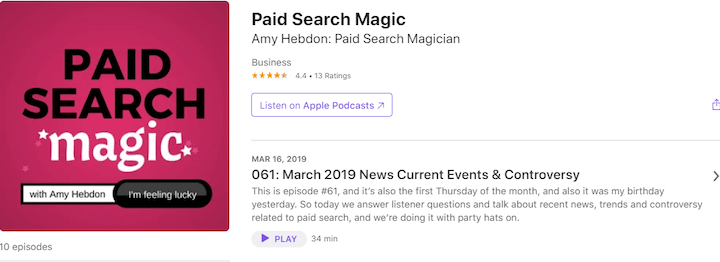 PAID
SEARCH
magic
with Amy Hebdon
I'm feeling lucky
10 episodes
Paid Search Magic
Amy Hebdon: Paid Search Magician
Business
4.4 • 13 Ratings
Listen on Apple Podcasts ↗
MAR 16, 2019
061: March 2019 News Current Events & Controversy
This is episode #61, and it's also the first Thursday of the month, and also it was my birthday
yesterday. So today we answer listener questions and talk about recent news, trends and controversy
related to paid search, and we're doing it with party hats on.
PLAY 34 min